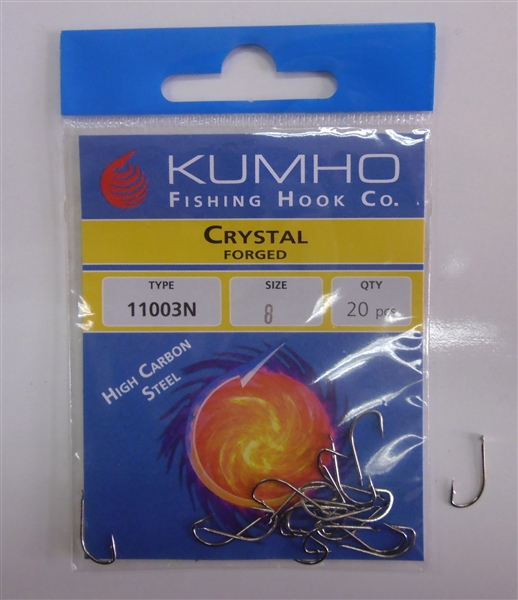 KUMHO
FISHING HOOK CO.
CRYSTAL
FORGED
TYPE
11003N
SIZE
8
QTY
20 pcs
HIGH CARBON
STEEL